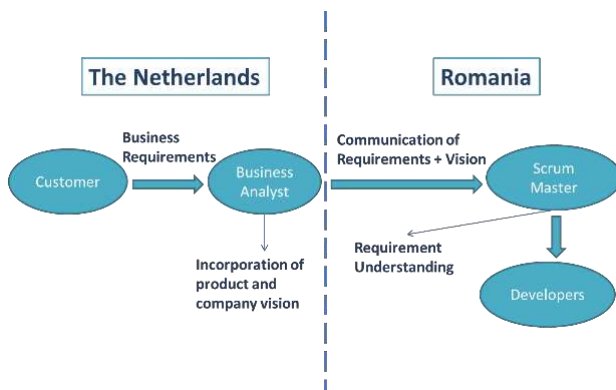 The Netherlands
Romania
Business
Requirements
Communication of
Requirements + Vision
Customer
Business
Analyst
Scrum
Master
Incorporation of
product and
company vision
Requirement
Understanding
Developers